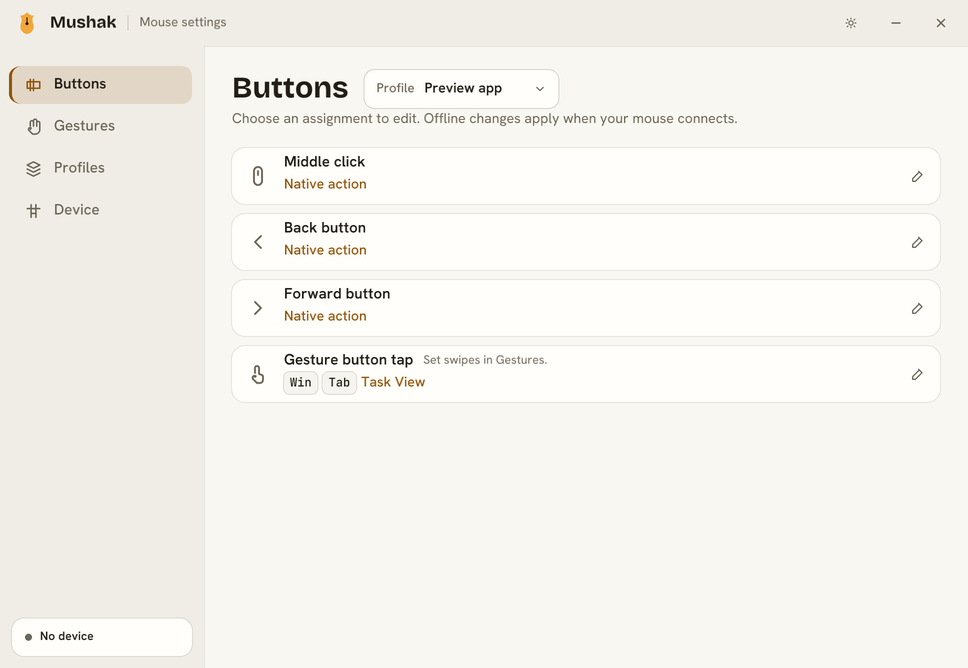 Mushak | Mouse settings
Buttons
Gestures
Profiles
Device
No device
Buttons
Profile Preview app
Choose an assignment to edit. Offline changes apply when your mouse connects.
Middle click
Native action
Back button
Native action
Forward button
Native action
Gesture button tap Set swipes in Gestures.
Win Tab Task View